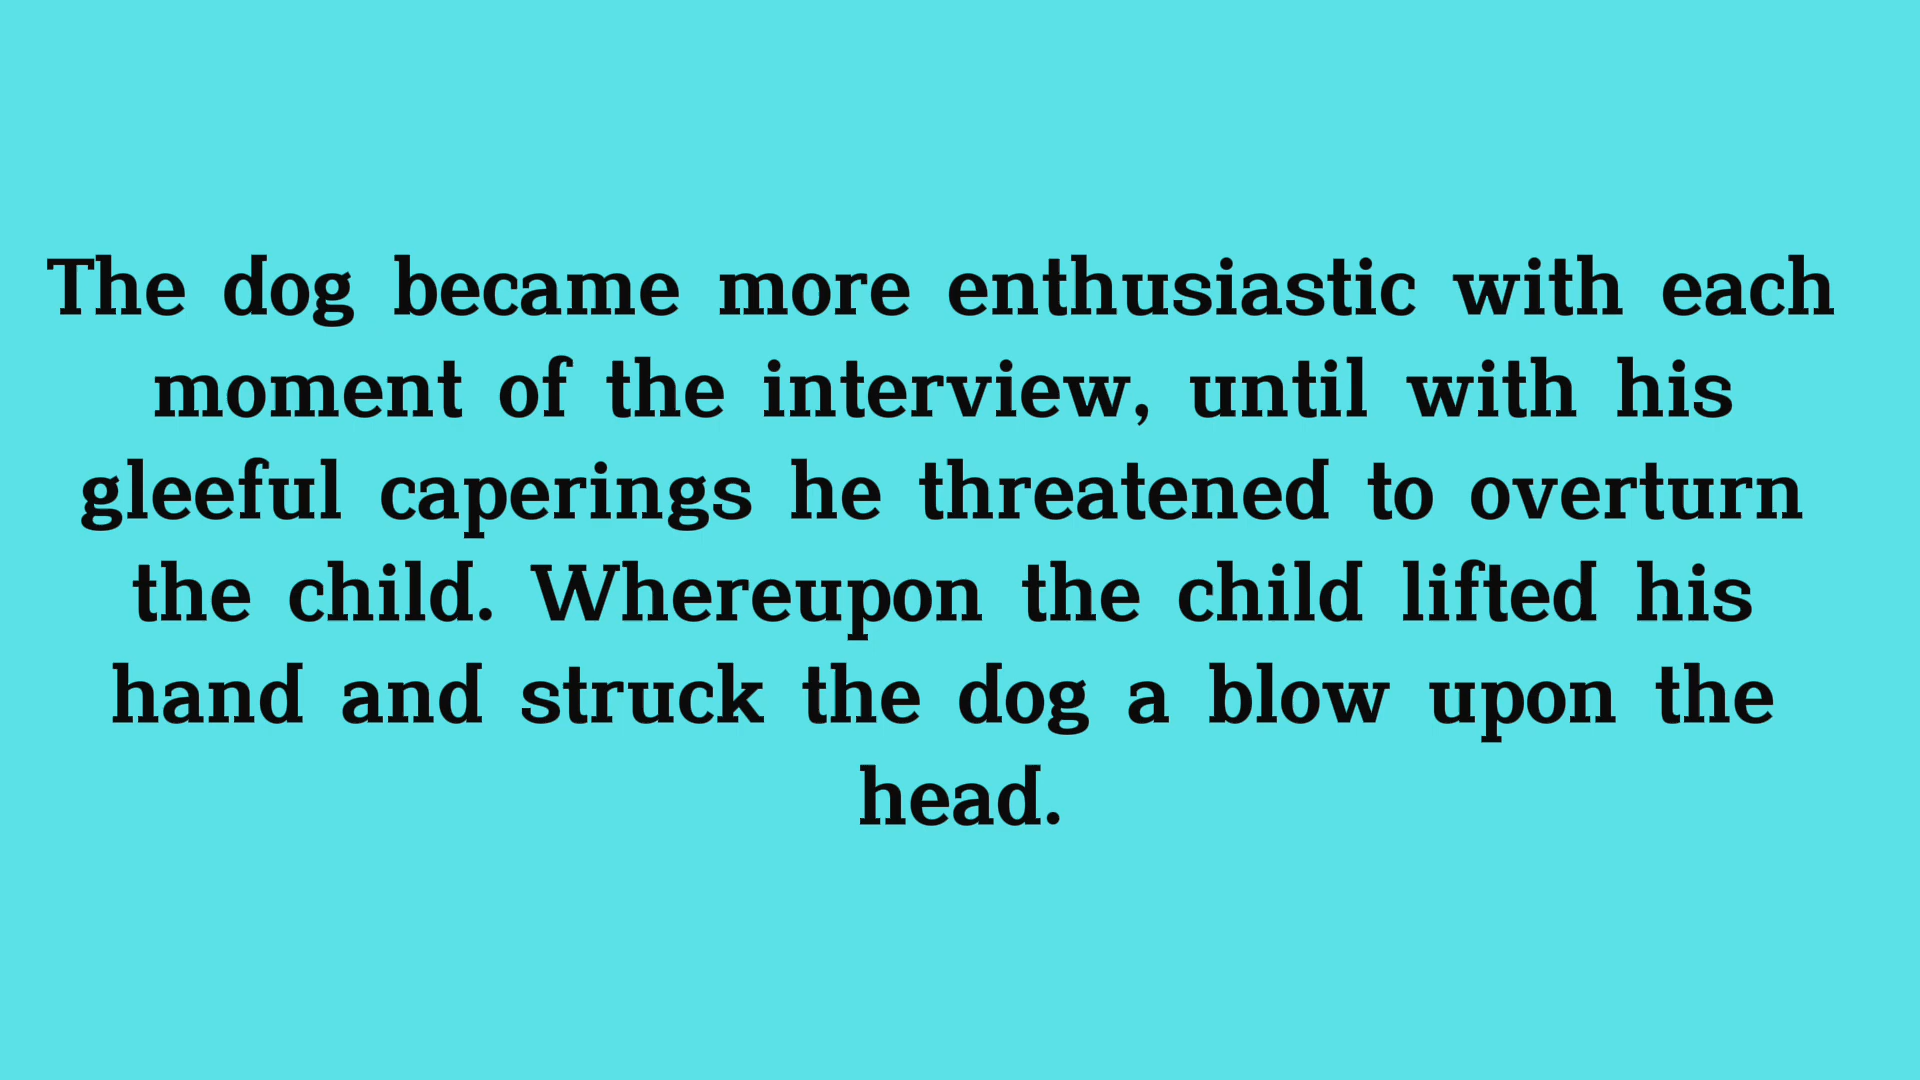 The dog became more enthusiastic with each
moment of the interview, until with his
gleeful caperings he threatened to overturn
the child. Whereupon the child lifted his
hand and struck the dog a blow upon the
head.